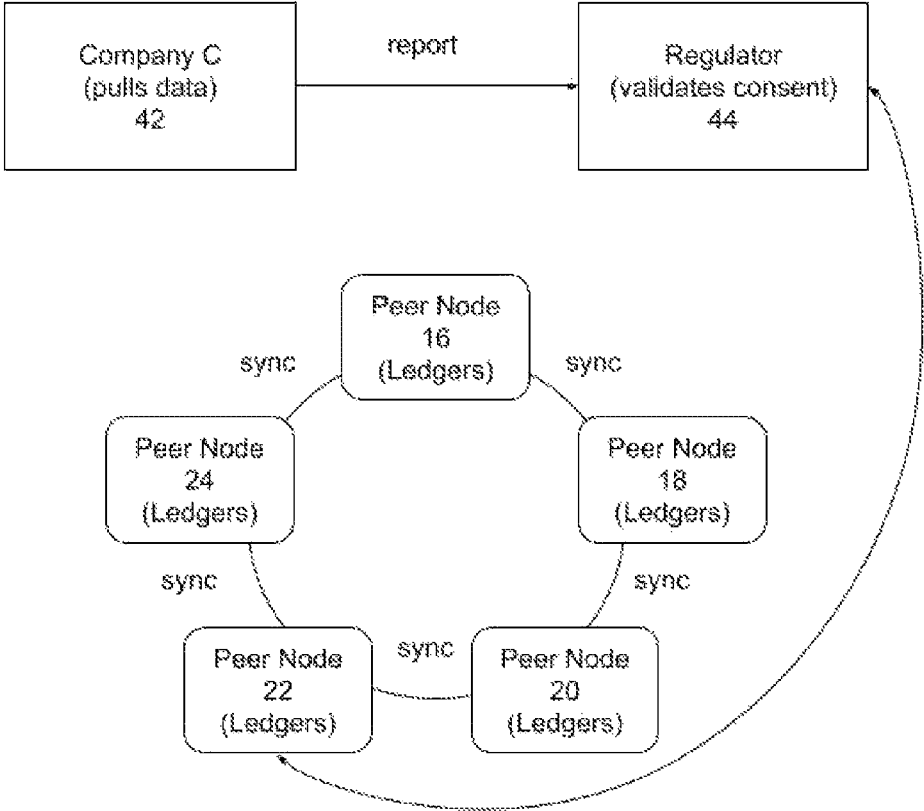 Company C
(pulls data)
42
report
Regulator
(validates consent)
44
Peer Node
16
(Ledgers)
sync
sync
Peer Node
24
(Ledgers)
Peer Node
18
(Ledgers)
sync
sync
Peer Node
22
(Ledgers)
sync
Peer Node
20
(Ledgers)